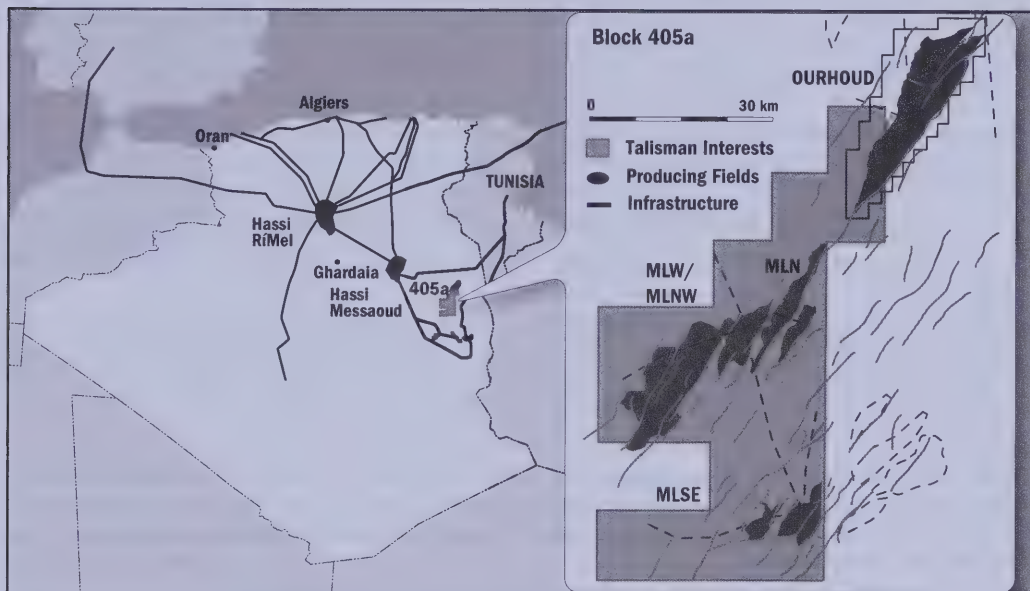 Algiers
Oran
TUNISIA
Hassi
RíMel
Ghardaia
405a
Hassi
Messaoud
Block 405a
OURHOUD
0 30 km
Talisman Interests
Producing Fields
Infrastructure
MLW/
MLNW
MLN
MLSE